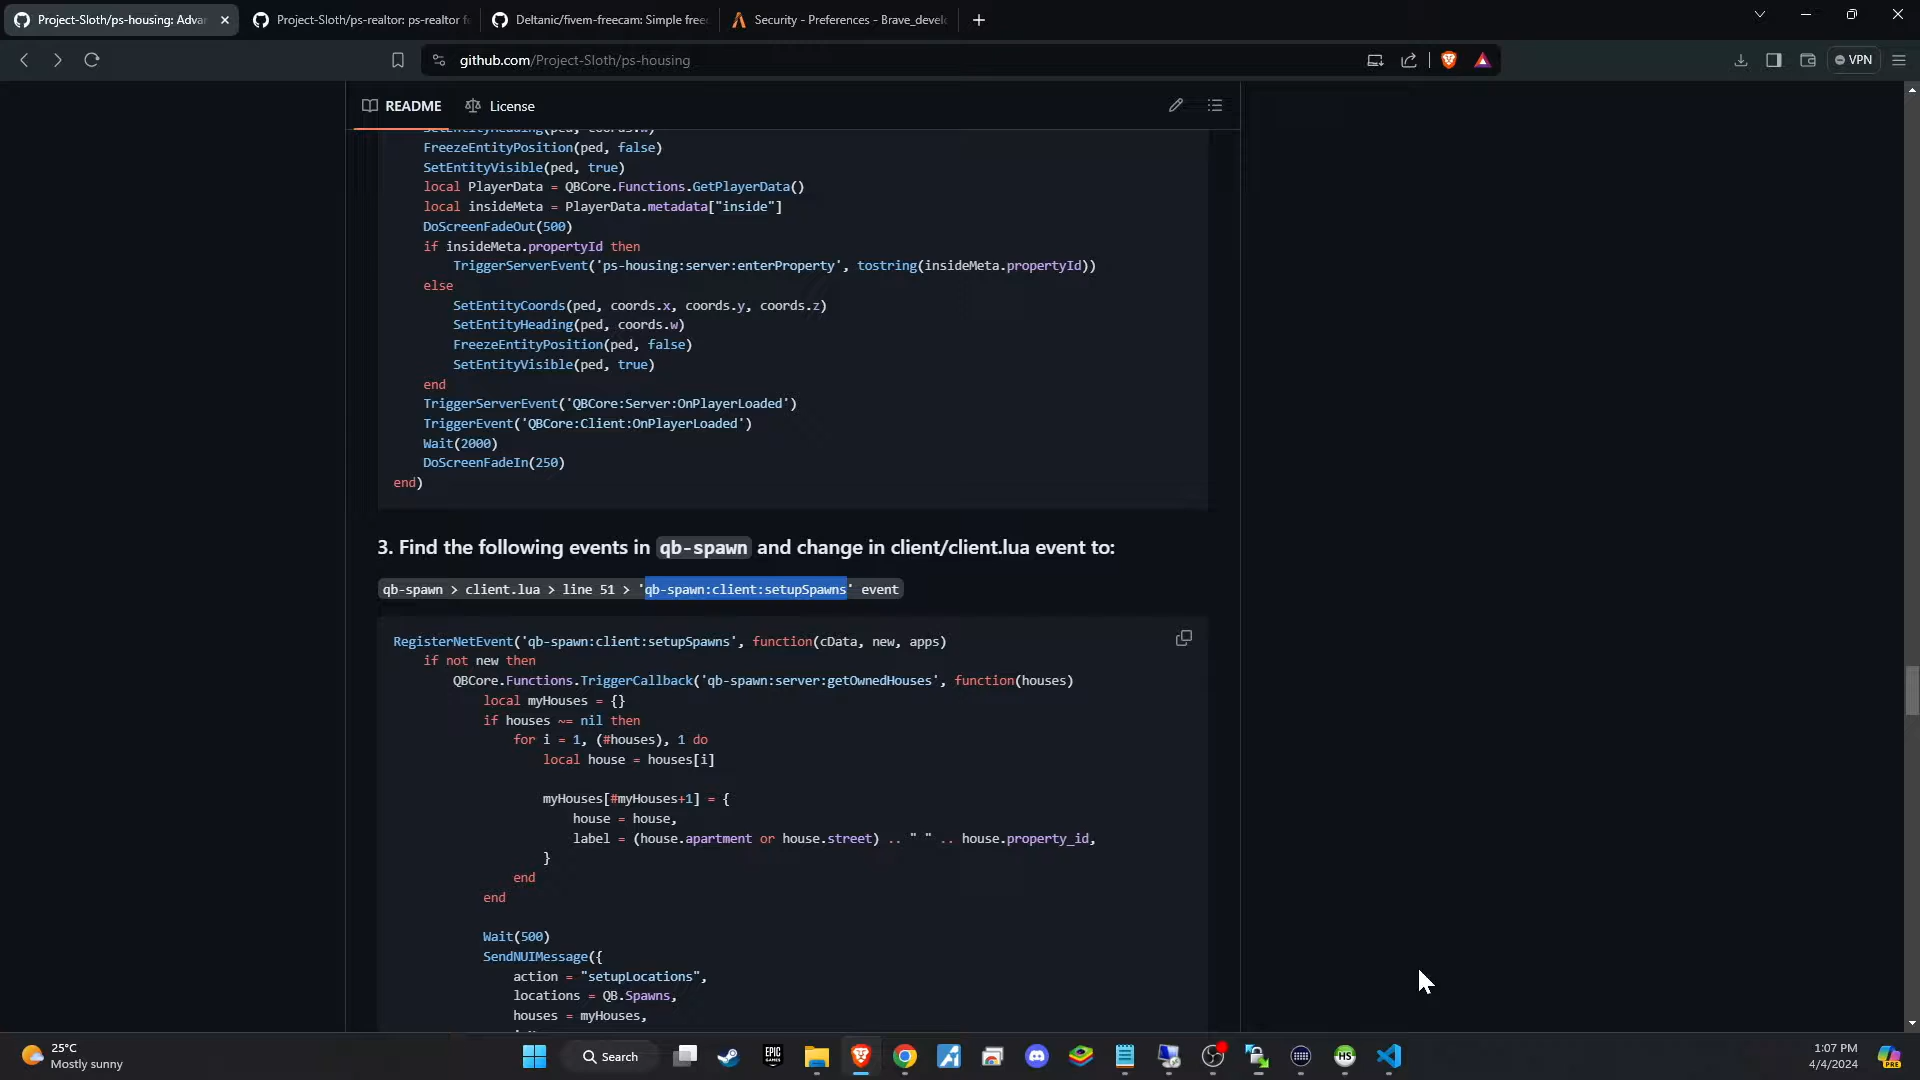 Project-Sloth/ps-housing: Advan
Project-Sloth/ps-realtor: ps-realtor f
Deltanic/fivem-freecam: Simple free
Security - Preferences - Brave_devel
github.com/Project-Sloth/ps-housing
VPN
README
License
SetEntityHeading(ped, coords.w)
FreezeEntityPosition(ped, false)
SetEntityVisible(ped, true)
local PlayerData = QBCore.Functions.GetPlayerData()
local insideMeta = PlayerData.metadata["inside"]
DoScreenFadeOut(500)
if insideMeta.propertyId then
TriggerServerEvent('ps-housing:server:enterProperty', tostring(insideMeta.propertyId))
else
SetEntityCoords(ped, coords.x, coords.y, coords.z)
SetEntityHeading(ped, coords.w)
FreezeEntityPosition(ped, false)
SetEntityVisible(ped, true)
end
TriggerServerEvent('QBCore:Server:OnPlayerLoaded')
TriggerEvent('QBCore:Client:OnPlayerLoaded')
Wait(2000)
DoScreenFadeIn(250)
end)
3. Find the following events in qb-spawn and change in client/client.lua event to:
qb-spawn > client.lua > line 51 > 'qb-spawn:client:setupSpawns' event
RegisterNetEvent('qb-spawn:client:setupSpawns', function(cData, new, apps)
if not new then
QBCore.Functions.TriggerCallback('qb-spawn:server:getOwnedHouses', function(houses)
local myHouses = {}
if houses ~= nil then
for i = 1, (#houses), 1 do
local house = houses[i]
myHouses[#myHouses+1] = {
house = house,
label = (house.apartment or house.street) .. " " .. house.property_id,
}
end
end
Wait(500)
SendNUIMessage({
action = "setupLocations",
locations = QB.Spawns,
houses = myHouses,
25°C
Mostly sunny
Search
EPIC
GAMES
HS
1:07 PM
4/4/2024
PRE